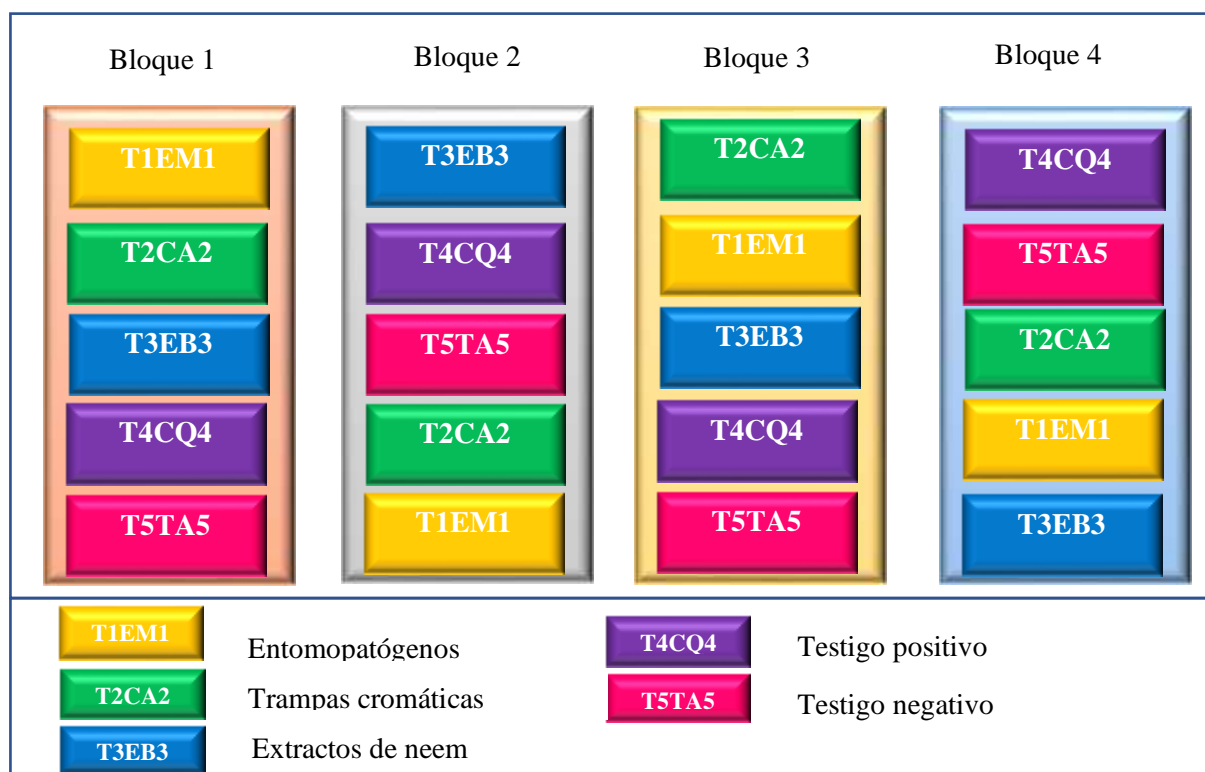 Bloque 1
T1EM1
T2CA2
T3EB3
T4CQ4
T5TA5
Bloque 2
T3EB3
T4CQ4
T5TA5
T2CA2
T1EM1
Bloque 3
T2CA2
T1EM1
T3EB3
T4CQ4
T5TA5
Bloque 4
T4CQ4
T5TA5
T2CA2
T1EM1
T3EB3
T1EM1 Entomopatógenos
T2CA2 Trampas cromáticas
T3EB3 Extractos de neem
T4CQ4 Testigo positivo
T5TA5 Testigo negativo